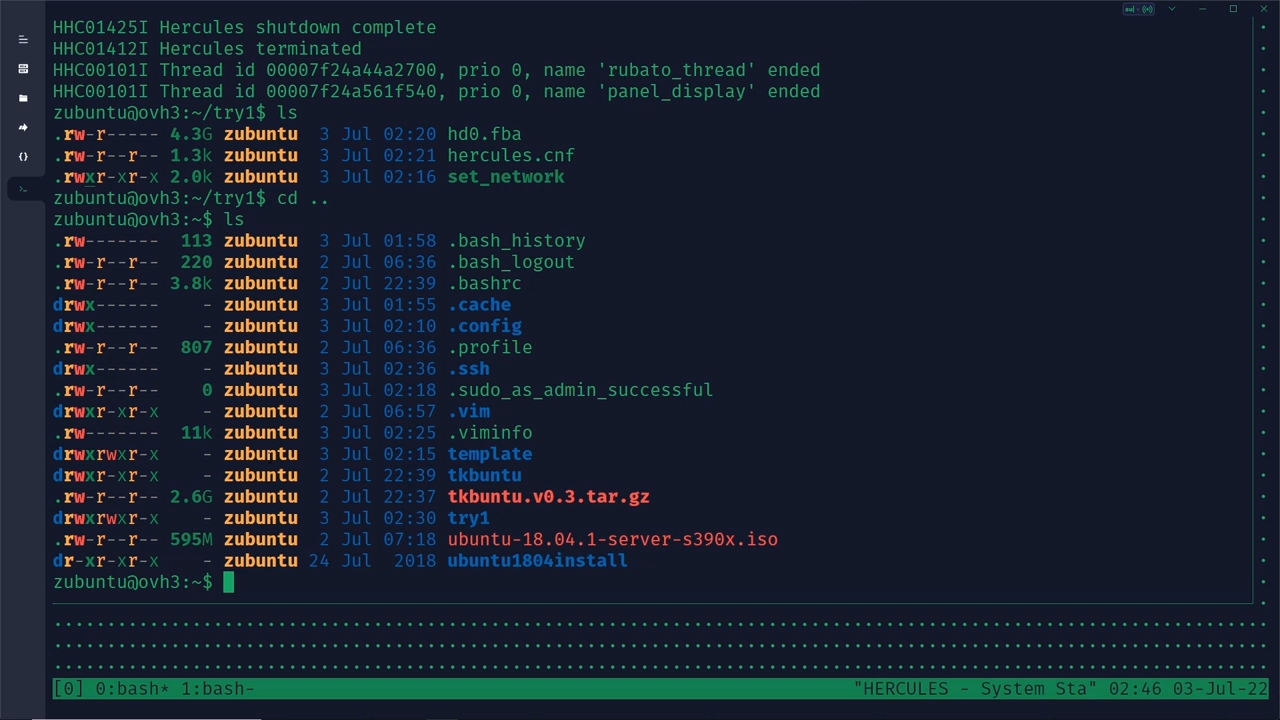 HHC01425I Hercules shutdown complete
HHC01412I Hercules terminated
HHC00101I Thread id 00007f24a44a2700, prio 0, name 'rubato_thread' ended
HHC00101I Thread id 00007f24a561f540, prio 0, name 'panel_display' ended
zubuntu@ovh3:~/try1$ ls
.rw-r----- 4.3G zubuntu  3 Jul 02:20 hd0.fba
.rw-r--r-- 1.3k zubuntu  3 Jul 02:21 hercules.cnf
.rwxr-xr-x 2.0k zubuntu  3 Jul 02:16 set_network
zubuntu@ovh3:~/try1$ cd ..
zubuntu@ovh3:~$ ls
.rw-------  113 zubuntu  3 Jul 01:58 .bash_history
.rw-r--r--  220 zubuntu  2 Jul 06:36 .bash_logout
.rw-r--r-- 3.8k zubuntu  2 Jul 22:39 .bashrc
drwx------    - zubuntu  3 Jul 01:55 .cache
drwx------    - zubuntu  3 Jul 02:10 .config
.rw-r--r--  807 zubuntu  2 Jul 06:36 .profile
drwx------    - zubuntu  3 Jul 02:36 .ssh
.rw-r--r--    0 zubuntu  3 Jul 02:18 .sudo_as_admin_successful
drwxr-xr-x    - zubuntu  2 Jul 06:57 .vim
.rw-------  11k zubuntu  3 Jul 02:25 .viminfo
drwxrwxr-x    - zubuntu  3 Jul 02:15 template
drwxr-xr-x    - zubuntu  2 Jul 22:39 tkbuntu
.rw-r--r-- 2.6G zubuntu  2 Jul 22:37 tkbuntu.v0.3.tar.gz
drwxrwxr-x    - zubuntu  3 Jul 02:30 try1
.rw-r--r-- 595M zubuntu  2 Jul 07:18 ubuntu-18.04.1-server-s390x.iso
dr-xr-xr-x    - zubuntu 24 Jul  2018 ubuntu1804install
zubuntu@ovh3:~$
[0] 0:bash* 1:bash- "HERCULES - System Sta" 02:46 03-Jul-22